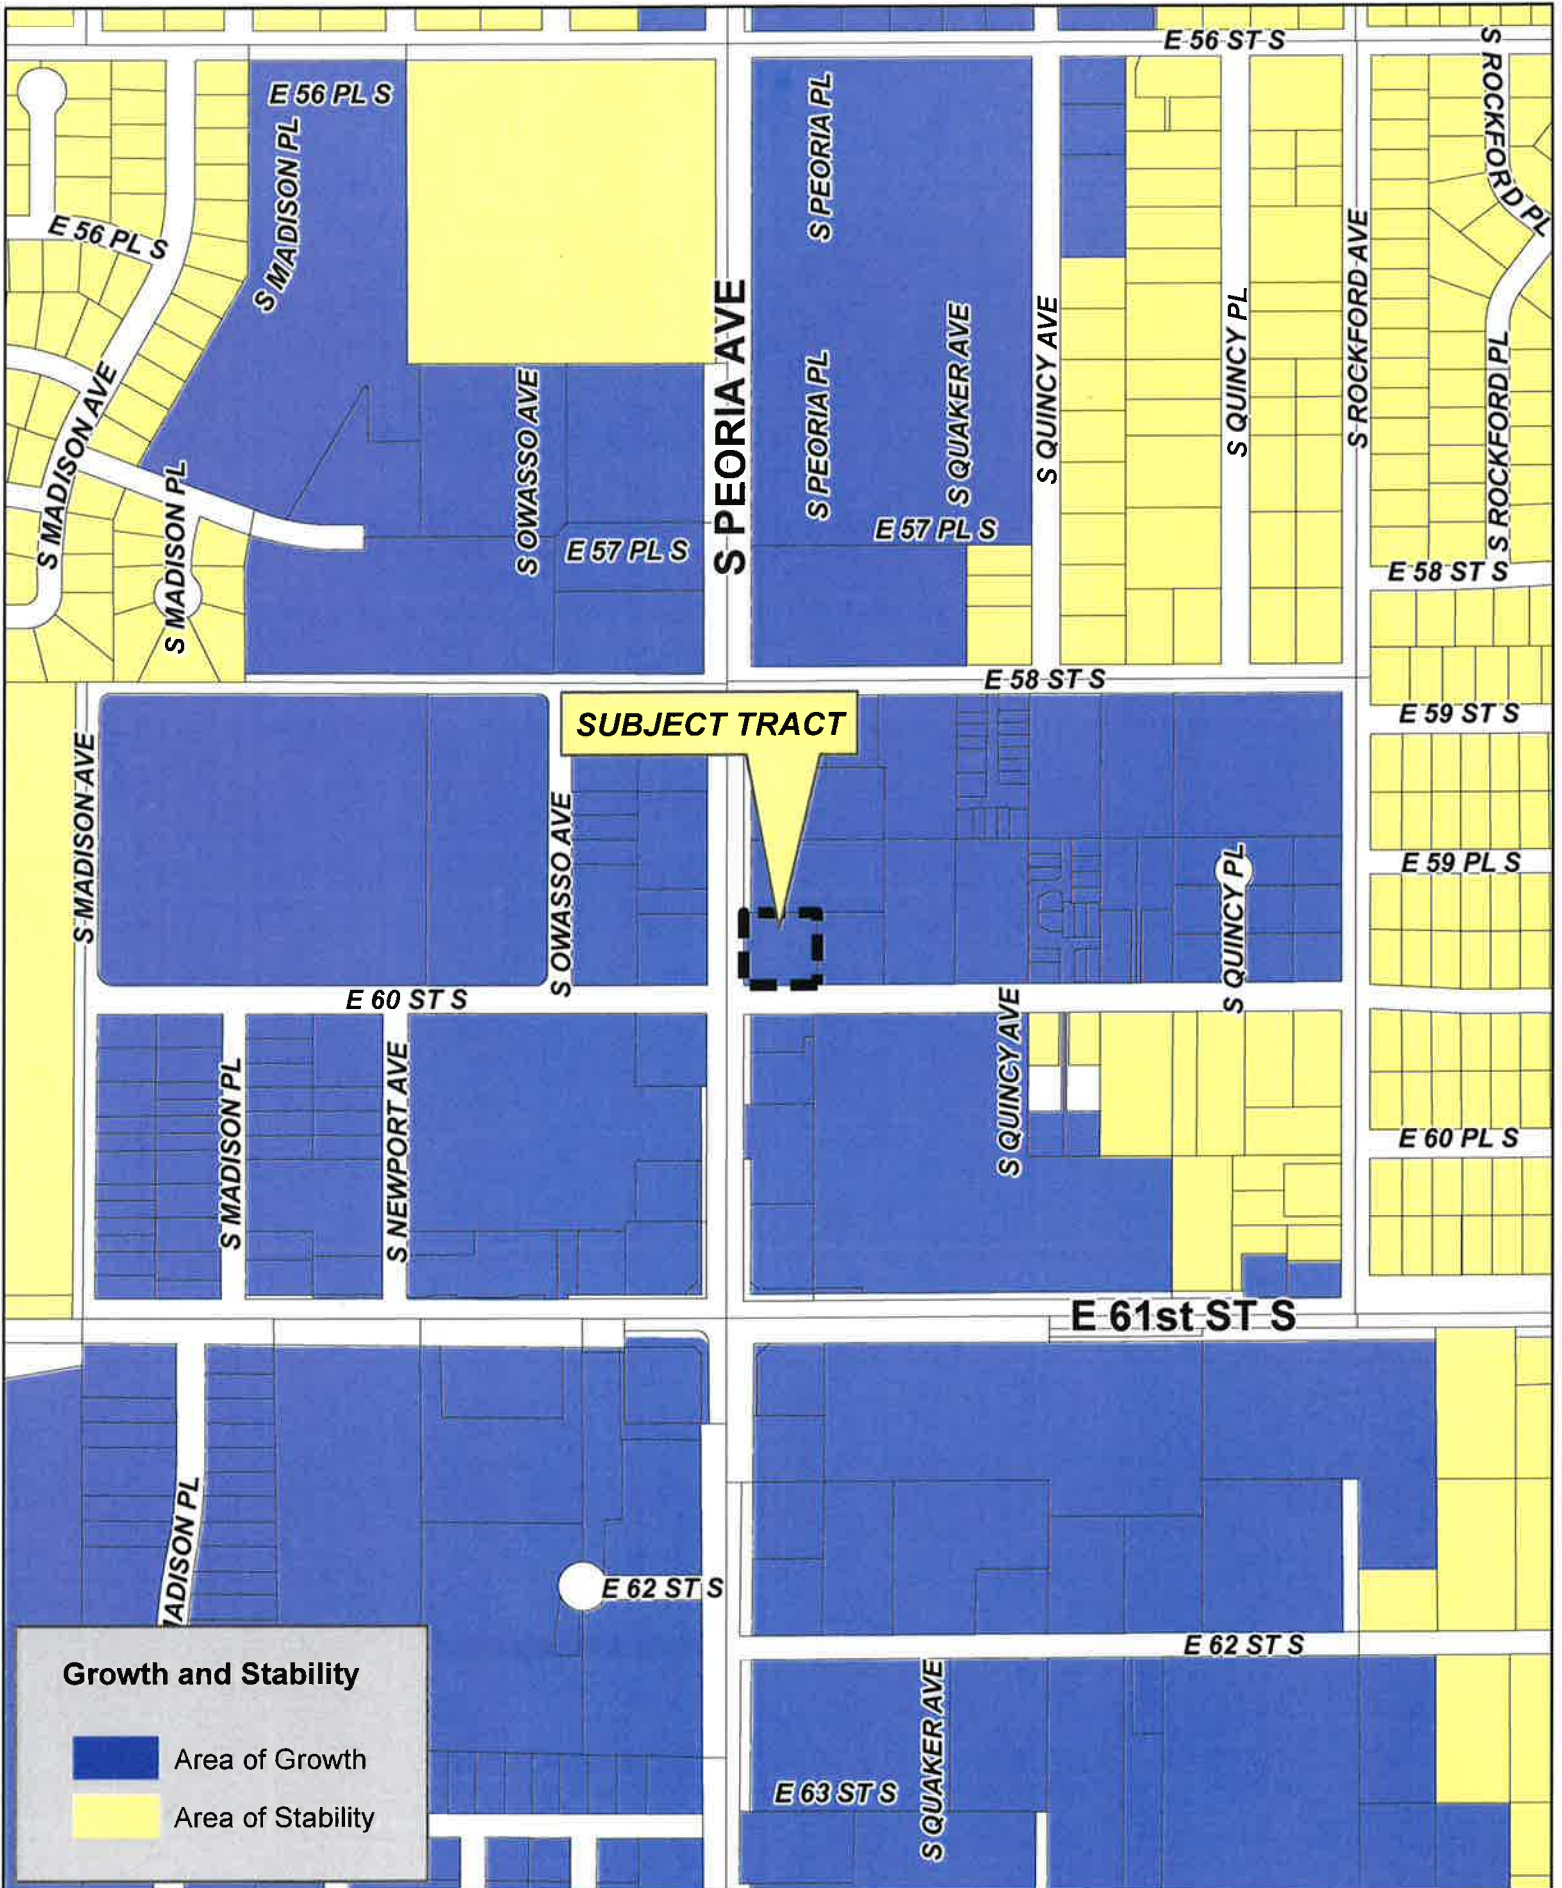 E 56 ST S
S ROCKFORD PL
E 56 PL S
S MADISON PL
S PEORIA PL
E 56 PL S
S PEORIA AVE
S QUINCY AVE
S QUINCY PL
S ROCKFORD AVE
S QUAKER AVE
S PEORIA PL
S OWASSO AVE
S MADISON AVE
S ROCKFORD PL
S MADISON PL
E 57 PL S
E 57 PL S
E 58 ST S
E 58 ST S
SUBJECT TRACT
E 59 ST S
S MADISON AVE
S OWASSO AVE
S QUINCY PL
E 59 PL S
E 60 ST S
S QUINCY AVE
S MADISON PL
S NEWPORT AVE
E 60 PL S
E 61st ST S
MADISON PL
E 62 ST S
E 62 ST S
S QUAKER AVE
E 63 ST S
Growth and Stability
Area of Growth
Area of Stability